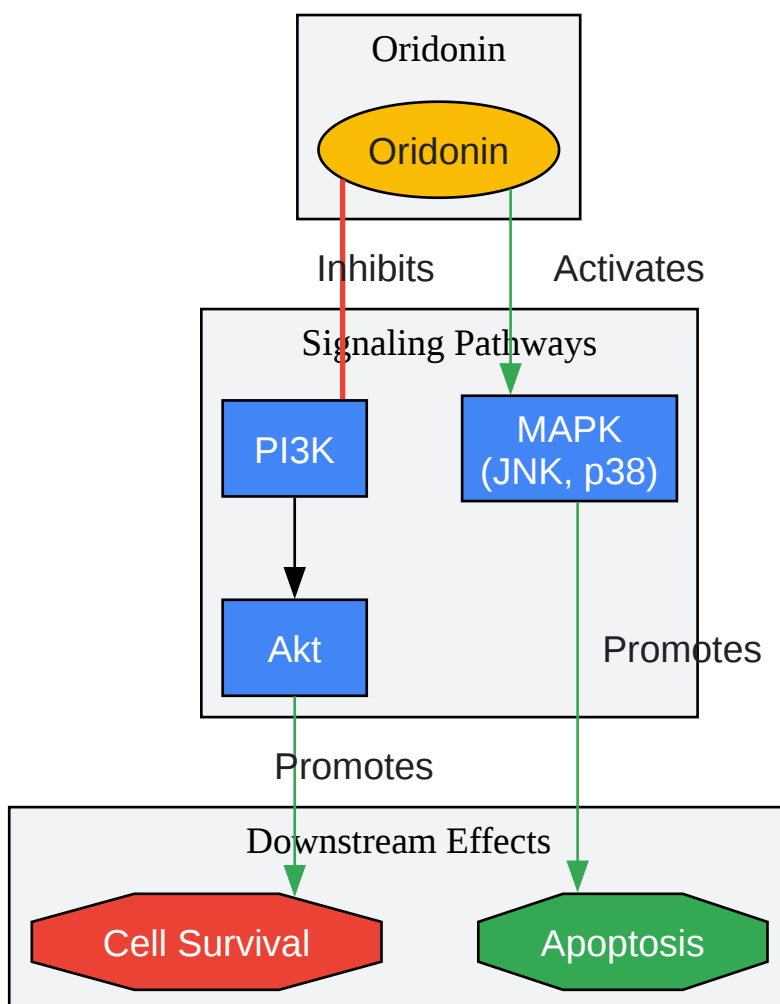 Oridonin
Oridonin
Inhibits
Activates
Signaling Pathways
PI3K
MAPK
(JNK, p38)
Akt
Promotes
Promotes
Downstream Effects
Cell Survival
Apoptosis